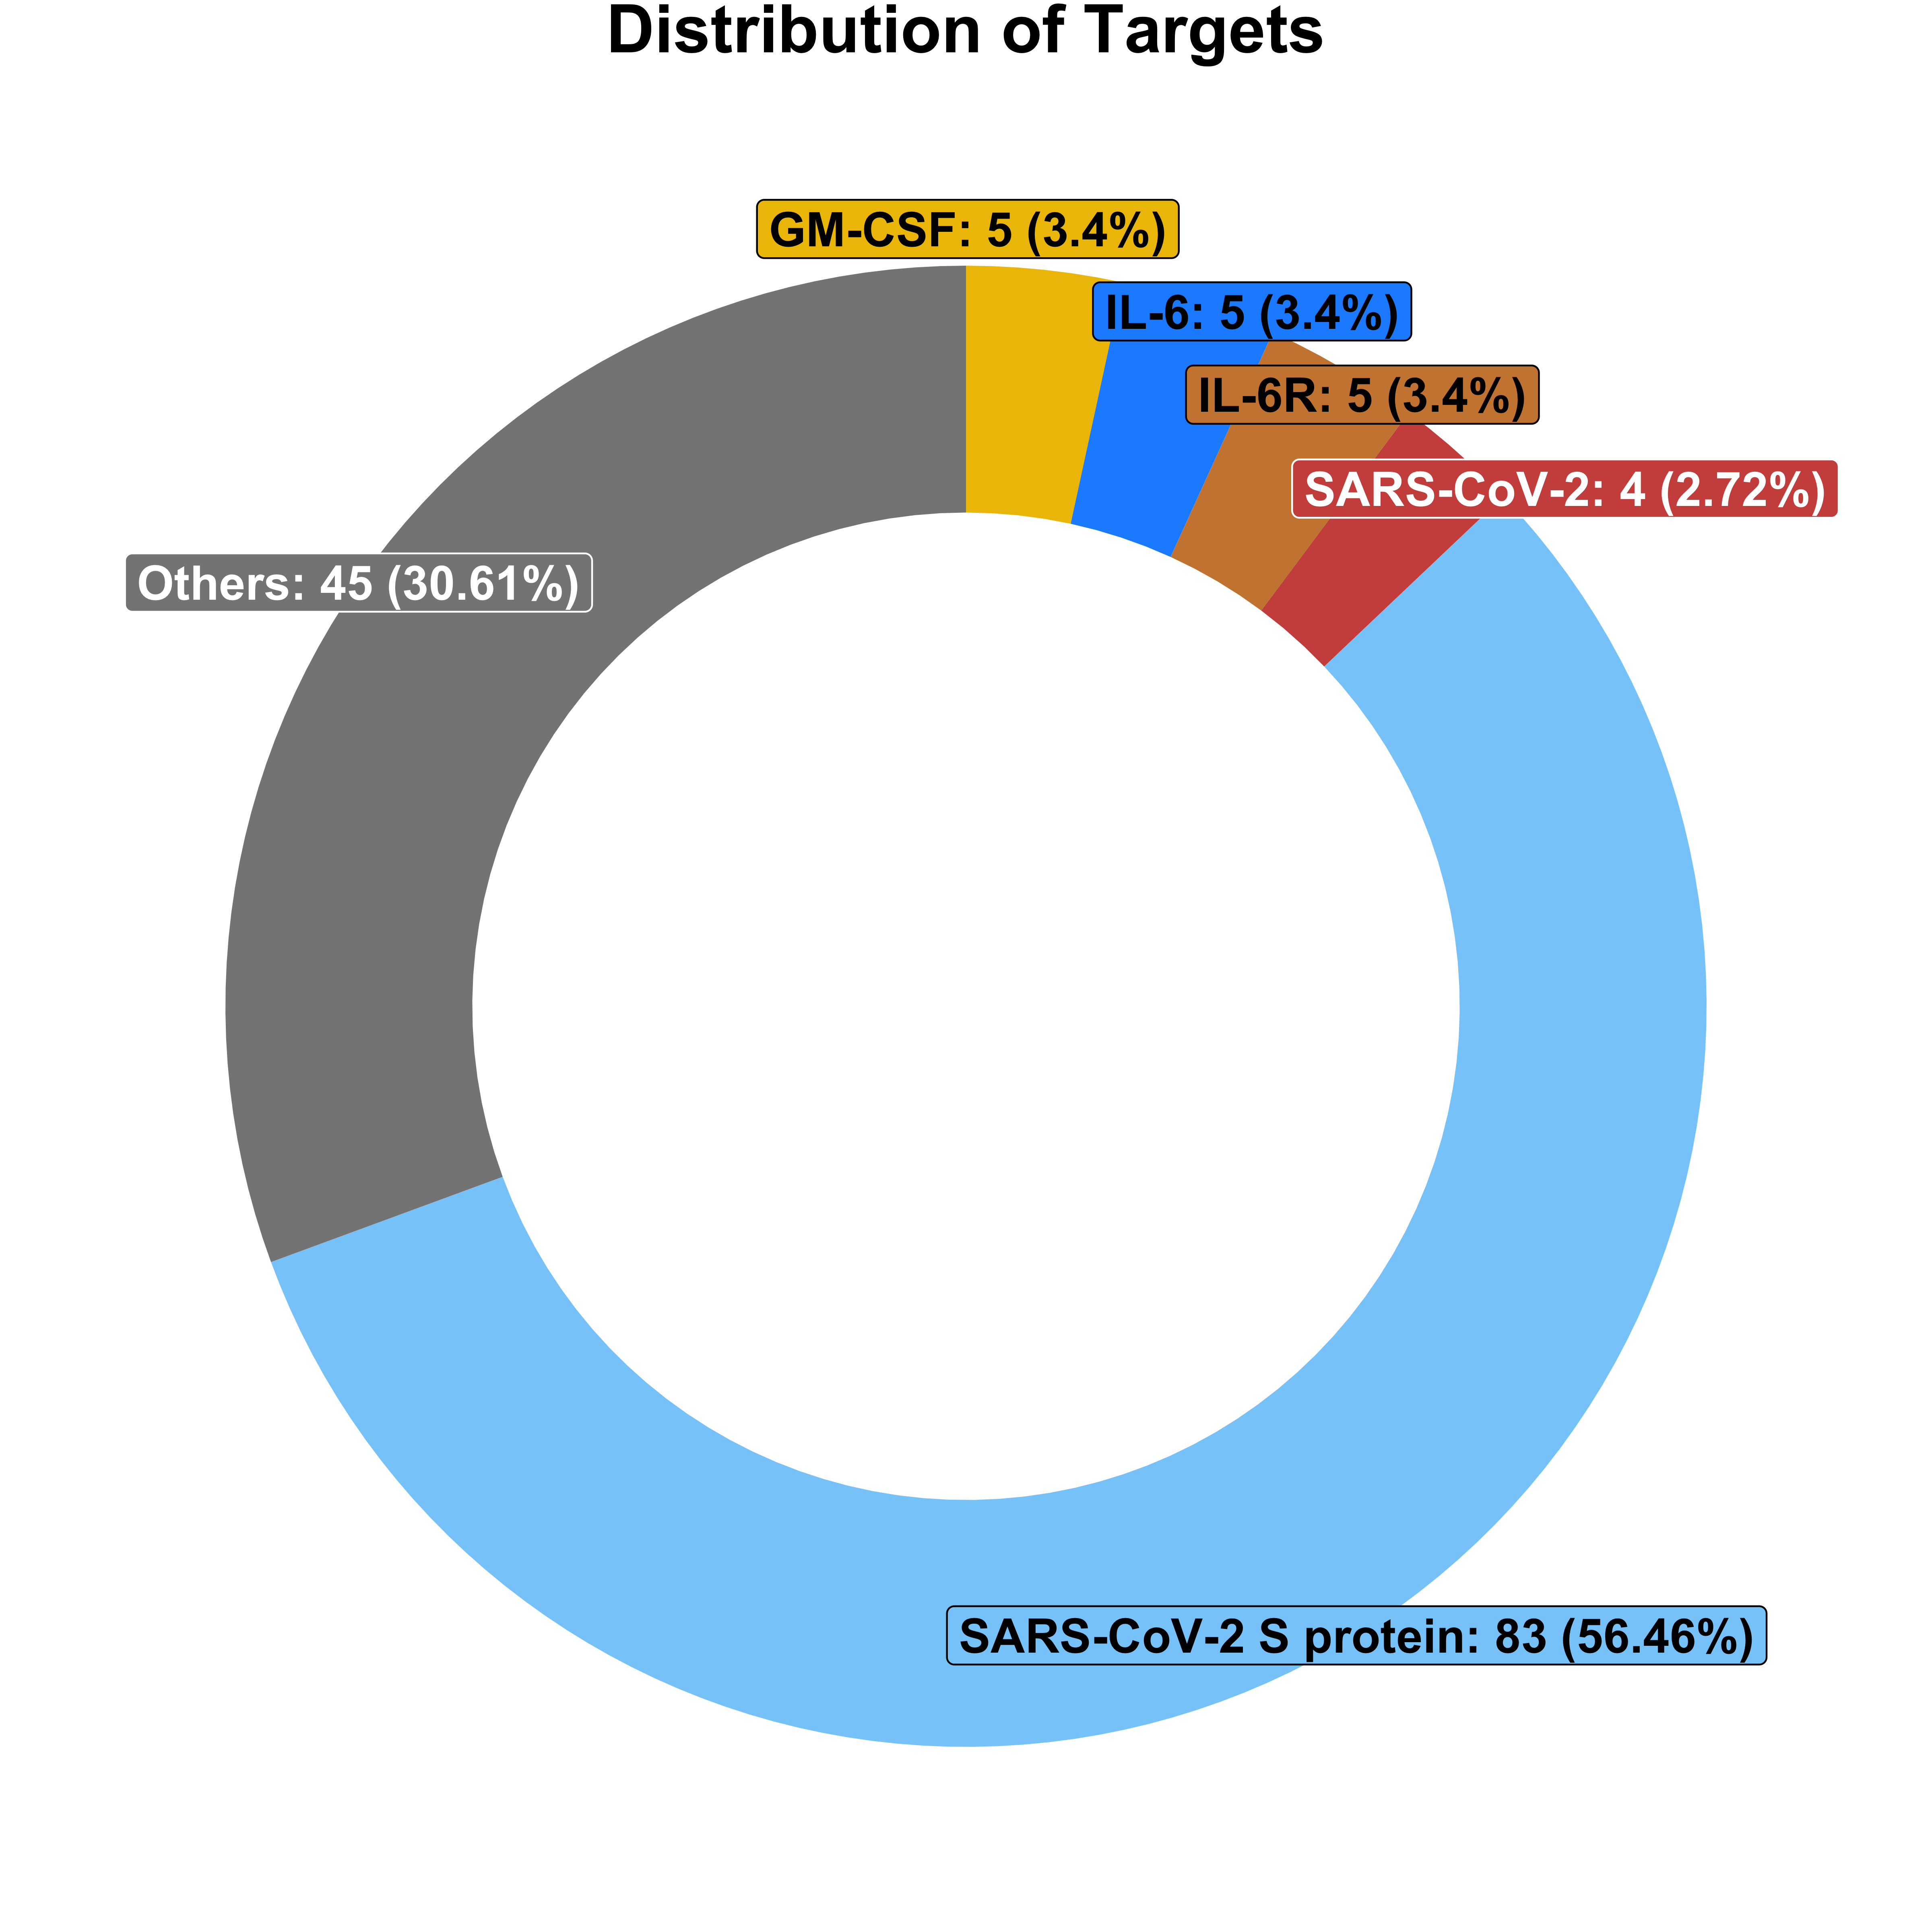 Distribution of Targets
GM-CSF: 5 (3.4%)
IL-6: 5 (3.4%)
IL-6R: 5 (3.4%)
SARS-CoV-2: 4 (2.72%)
Others: 45 (30.61%)
SARS-CoV-2 S protein: 83 (56.46%)